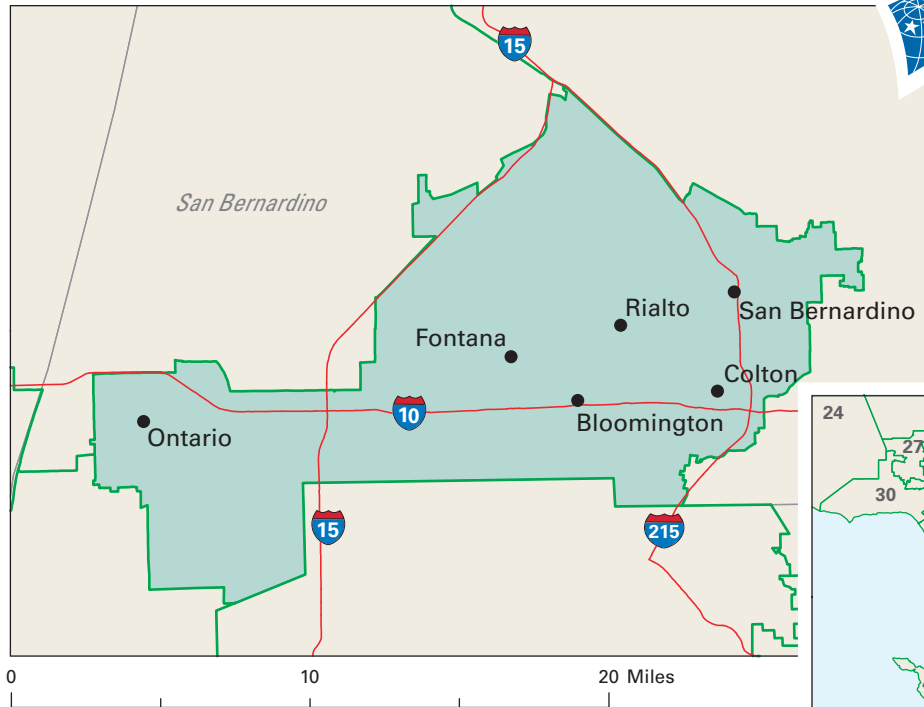 15
San Bernardino
Rialto
San Bernardino
Fontana
Colton
10
Bloomington
Ontario
24
27
30
15
215
0
10
20 Miles